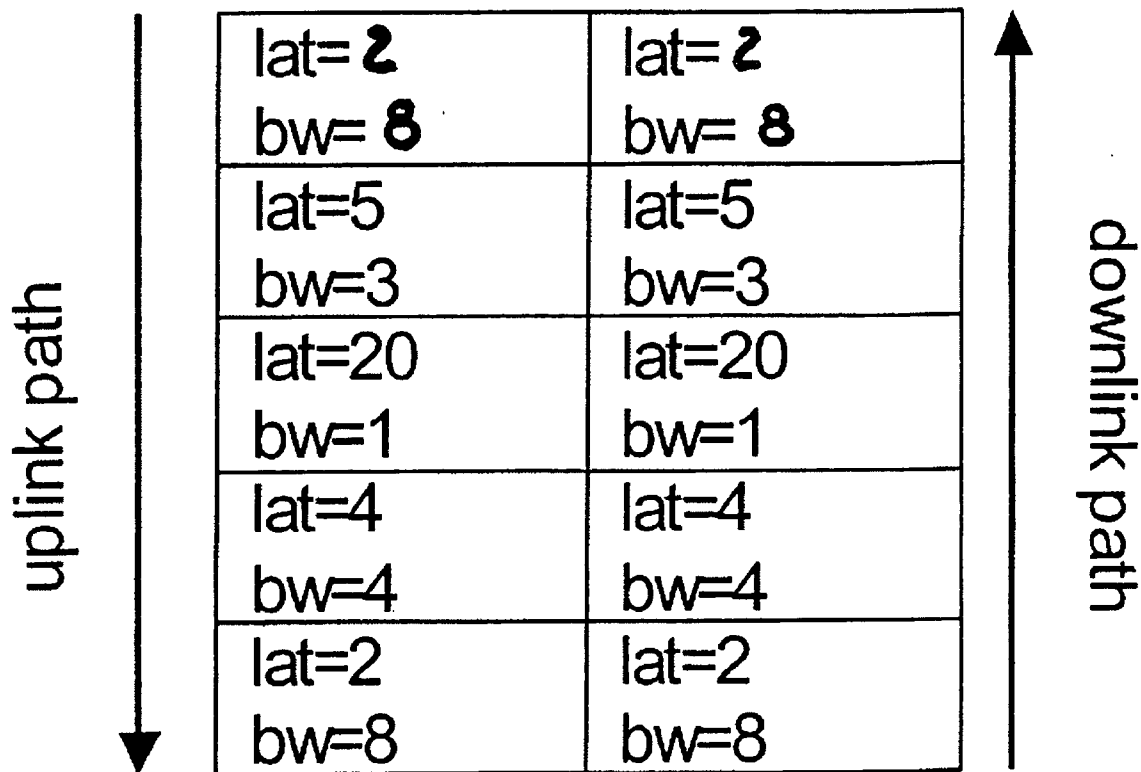 uplink path
lat= 2
bw= 8
lat= 2
bw= 8
lat=5
bw=3
lat=5
bw=3
lat=20
bw=1
lat=20
bw=1
lat=4
bw=4
lat=4
bw=4
lat=2
bw=8
lat=2
bw=8
downlink path